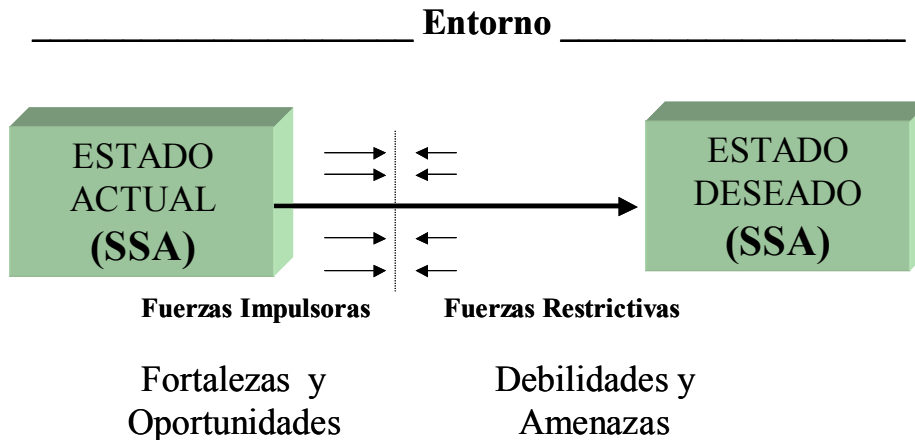 Entorno
ESTADO
ACTUAL
(SSA)
ESTADO
DESEADO
(SSA)
Fuerzas Impulsoras
Fuerzas Restrictivas
Fortalezas y
Oportunidades
Debilidades y
Amenazas